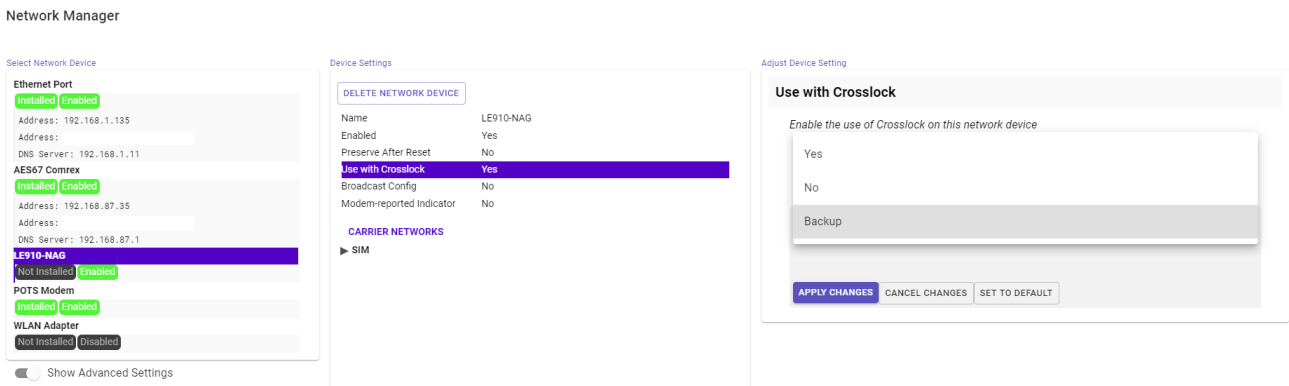 Network Manager
Select Network Device
Ethernet Port
Installed Enabled
Address: 192.168.1.135
Address:
DNS Server: 192.168.1.11
AES67 Comrex
Installed Enabled
Address: 192.168.87.35
Address:
DNS Server: 192.168.87.1
LE910-NAG
Not Installed Enabled
POTS Modem
Installed Enabled
WLAN Adapter
Not Installed Disabled
Show Advanced Settings
Device Settings
DELETE NETWORK DEVICE
Name LE910-NAG
Enabled Yes
Preserve After Reset No
Use with Crosslock Yes
Broadcast Config No
Modem-reported Indicator No
CARRIER NETWORKS
▶ SIM
Adjust Device Setting
Use with Crosslock
Enable the use of Crosslock on this network device
Yes
No
Backup
APPLY CHANGES CANCEL CHANGES SET TO DEFAULT